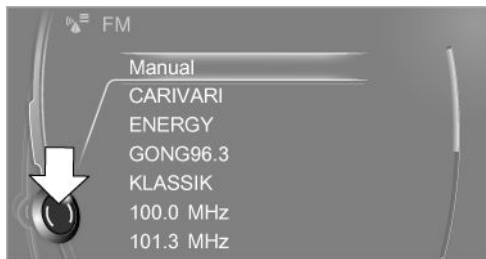 FM
Manual
CARIVARI
ENERGY
GONG96.3
KLASSIK
100.0 MHz
101.3 MHz